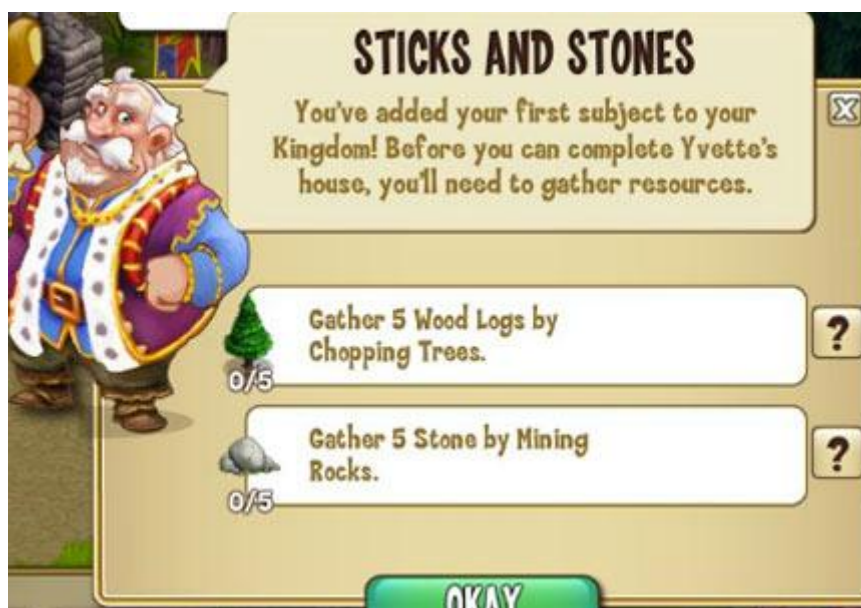 STICKS AND STONES
You've added your first subject to your
Kingdom! Before you can complete Yvette's
house, you'll need to gather resources.
X
Gather 5 Wood Logs by
Chopping Trees.
?
0/5
Gather 5 Stone by Mining
Rocks.
?
0/5
OKAY